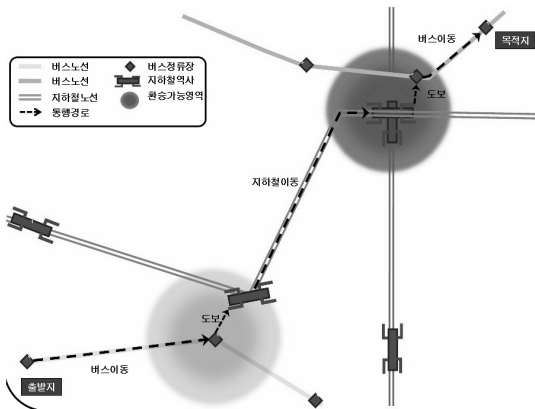 버스노선
버스노선
지하철노선
통행경로
버스정류장
지하철역사
환승가능영역
버스이동
목적지
도보
지하철이동
도보
버스이동
출발지